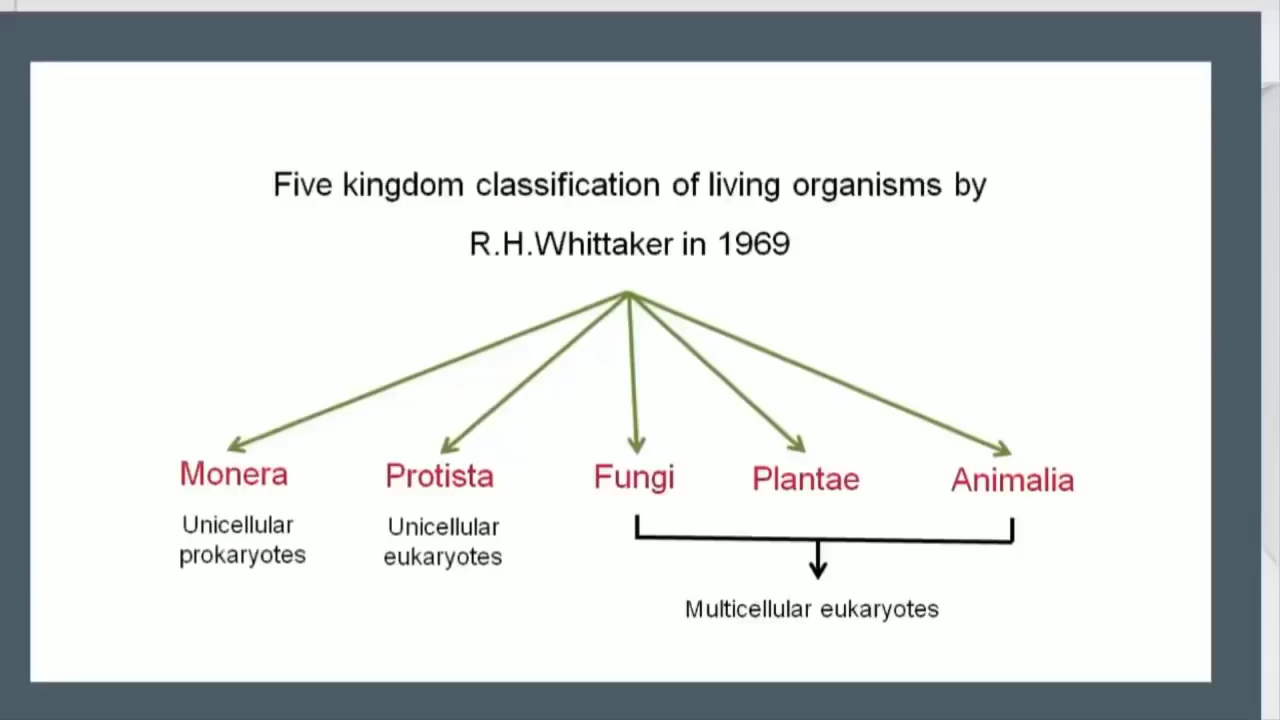 Five kingdom classification of living organisms by
R.H.Whittaker in 1969
Monera
Protista
Fungi
Plantae
Animalia
Unicellular
prokaryotes
Unicellular
eukaryotes
Multicellular eukaryotes